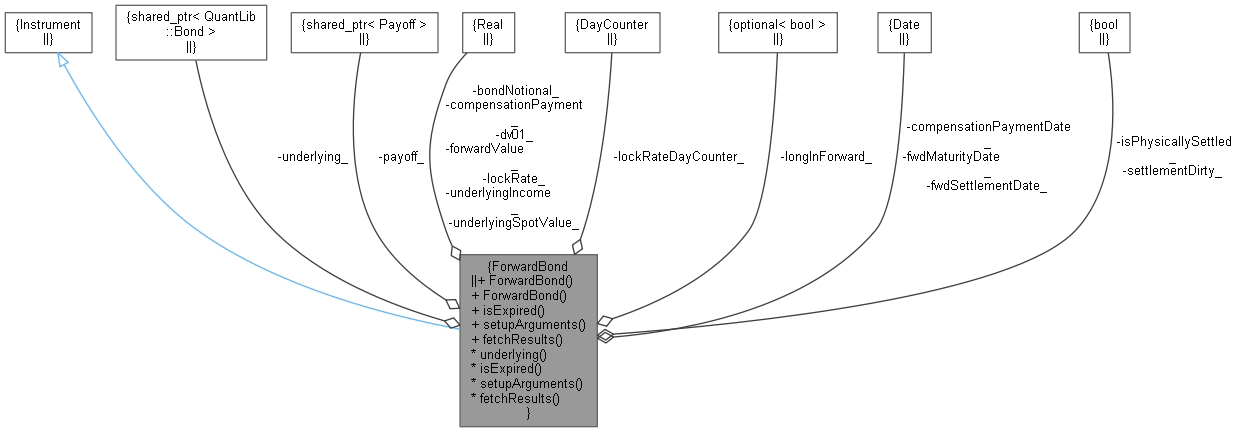 {Instrument
||}
{shared_ptr< QuantLib
::Bond >
||}
{shared_ptr< Payoff >
||}
{Real
||}
{DayCounter
||}
{optional< bool >
||}
{Date
||}
{bool
||}
-underlying_
-payoff_
-bondNotional_
-compensationPayment
_
-dv01_
-forwardValue
_
-lockRate_
-underlyingIncome
_
-underlyingSpotValue_
-lockRateDayCounter_
-longInForward_
-compensationPaymentDate
_
-fwdMaturityDate
_
-fwdSettlementDate_
-isPhysicallySettled
_
-settlementDirty_
{ForwardBond
||+ ForwardBond()
+ ForwardBond()
+ isExpired()
+ setupArguments()
+ fetchResults()
* underlying()
* isExpired()
* setupArguments()
* fetchResults()
}